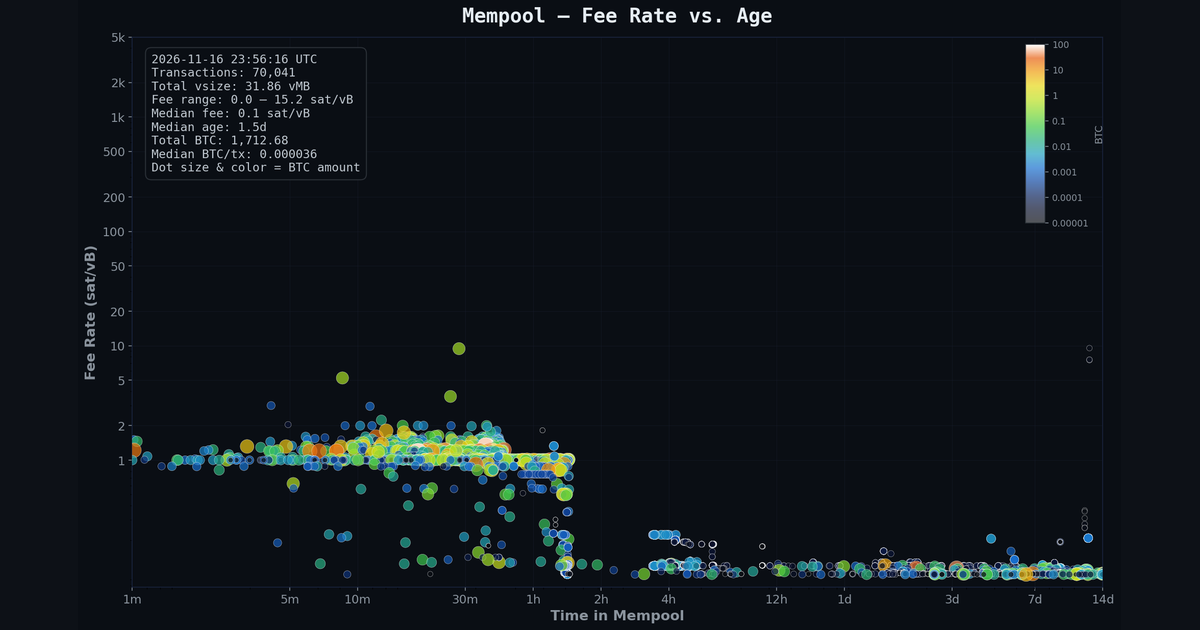 Mempool — Fee Rate vs. Age
2026-11-16 23:56:16 UTC
Transactions: 70,041
Total vsize: 31.86 vMB
Fee range: 0.0 — 15.2 sat/vB
Median fee: 0.1 sat/vB
Median age: 1.5d
Total BTC: 1,712.68
Median BTC/tx: 0.000036
Dot size & color = BTC amount
5k
2k
1k
500
200
100
50
20
10
5
2
1
Fee Rate (sat/vB)
100
10
1
0.1
0.01
0.001
0.0001
0.00001
BTC
1m 5m 10m 30m 1h 2h 4h 12h 1d 3d 7d 14d
Time in Mempool